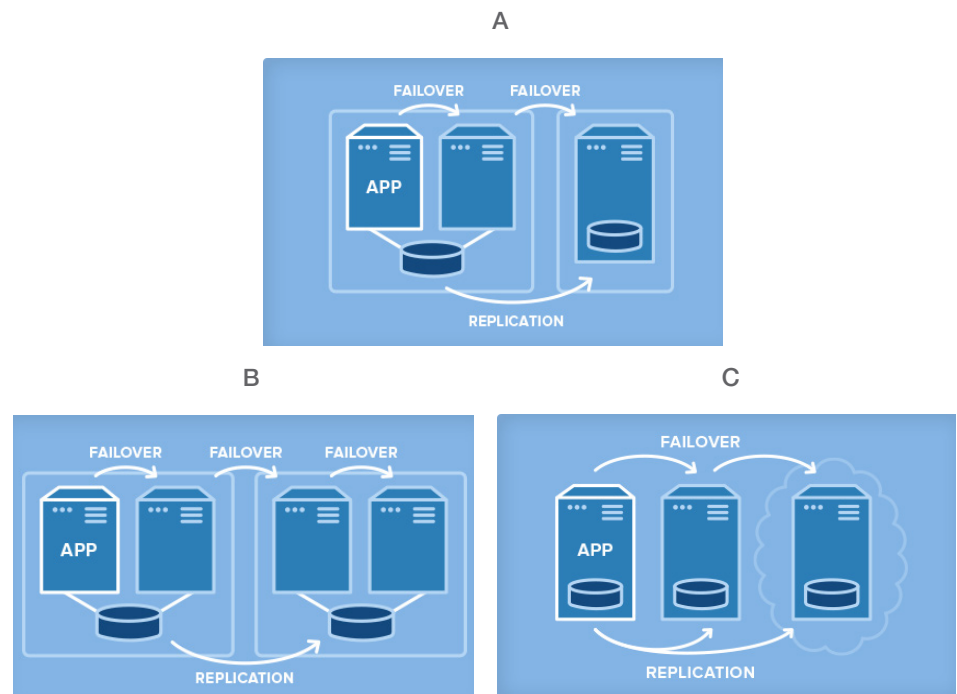 A
FAILOVER FAILOVER
APP
REPLICATION
B
FAILOVER FAILOVER FAILOVER
APP
REPLICATION
C
FAILOVER
APP
REPLICATION